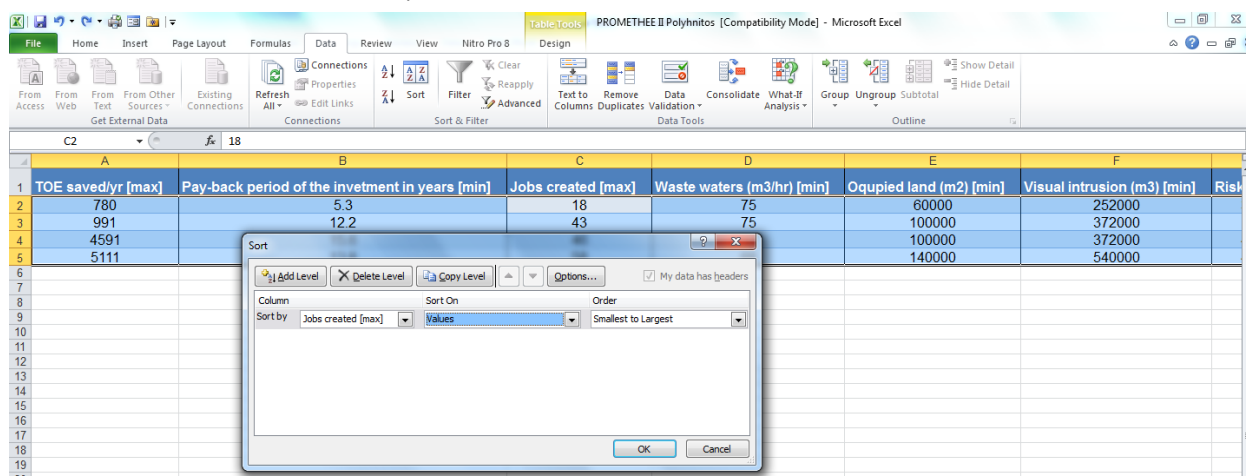 Table Tools PROMETHEE II Polyhnitos [Compatibility Mode] - Microsoft Excel
File Home Insert Page Layout Formulas Data Review View Nitro Pro 8 Design
From Access From Web From Text From Other Sources Existing Connections Refresh All Connections Properties Edit Links Sort Filter Clear Reapply Advanced Text to Columns Remove Duplicates Data Validation Consolidate What-If Analysis Group Ungroup Subtotal Show Detail Hide Detail
Get External Data Connections Sort & Filter Data Tools Outline
C2 fx 18
A B C D E F
1 TOE saved/yr [max] Pay-back period of the invetment in years [min] Jobs created [max] Waste waters (m3/hr) [min] Oqupied land (m2) [min] Visual intrusion (m3) [min] Risk
2 780 5.3 18 75 60000 252000
3 991 12.2 43 75 100000 372000
4 4591 100000 372000
5 5111 140000 540000
6
7
8
9
10
11
12
13
14
15
16
17
18
19
Sort
Add Level Delete Level Copy Level Options... My data has headers
Column Sort On Order
Sort by Jobs created [max] Values Smallest to Largest
OK Cancel